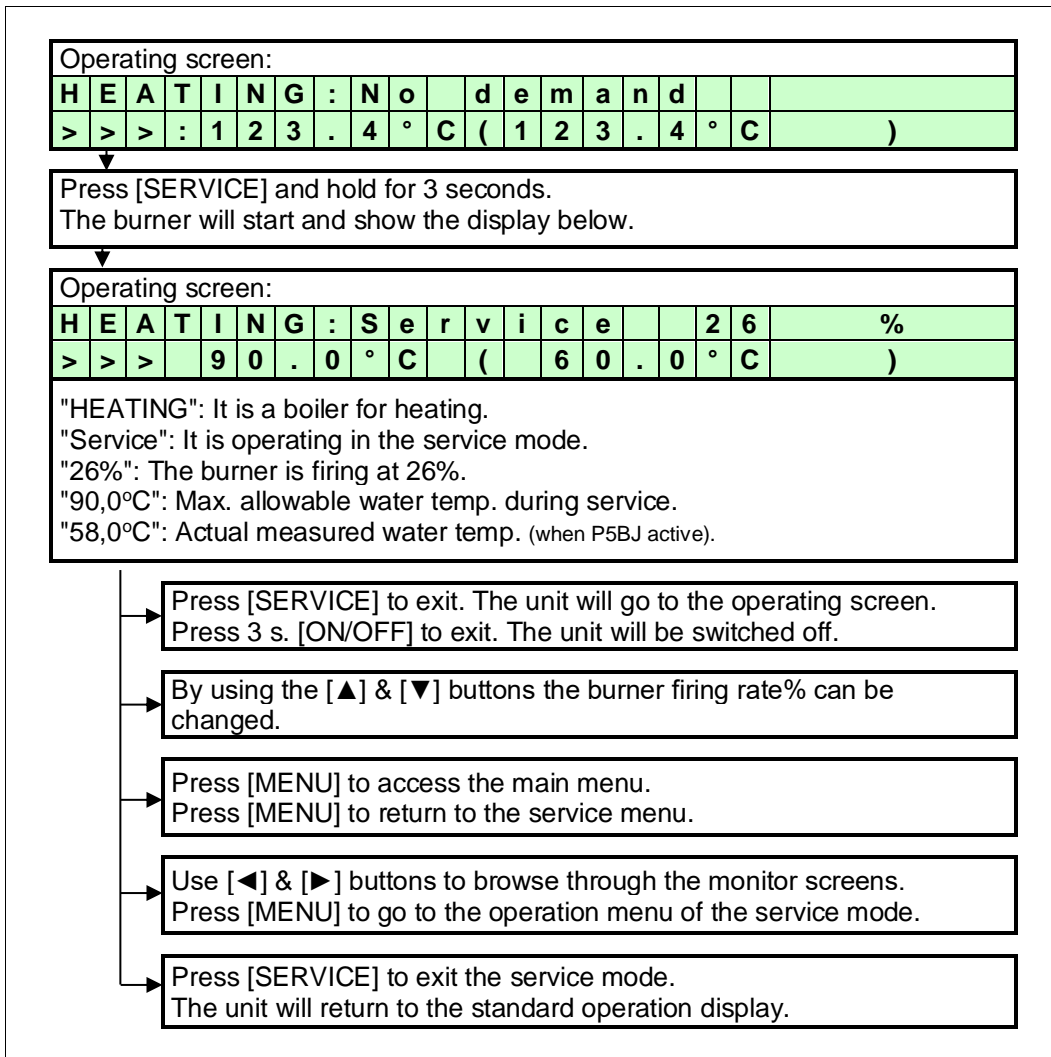 Operating screen:
HEATING:No demand
>>>:123.4°C(123.4°C )
Press [SERVICE] and hold for 3 seconds.
The burner will start and show the display below.
Operating screen:
HEATING:Service 26 %
>>> 90.0°C ( 60.0°C )
"HEATING": It is a boiler for heating.
"Service": It is operating in the service mode.
"26%": The burner is firing at 26%.
"90,0°C": Max. allowable water temp. during service.
"58,0°C": Actual measured water temp. (when P5BJ active).
Press [SERVICE] to exit. The unit will go to the operating screen.
Press 3 s. [ON/OFF] to exit. The unit will be switched off.
By using the [▲] & [▼] buttons the burner firing rate% can be
changed.
Press [MENU] to access the main menu.
Press [MENU] to return to the service menu.
Use [◄] & [►] buttons to browse through the monitor screens.
Press [MENU] to go to the operation menu of the service mode.
Press [SERVICE] to exit the service mode.
The unit will return to the standard operation display.